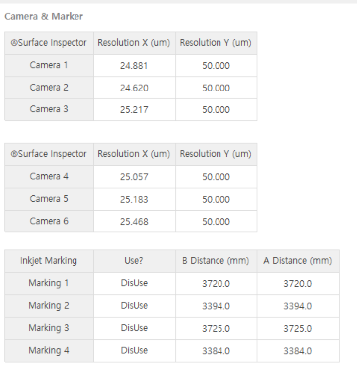 Camera & Marker
@Surface Inspector Resolution X (um) Resolution Y (um)
Camera 1 24.881 50.000
Camera 2 24.620 50.000
Camera 3 25.217 50.000
@Surface Inspector Resolution X (um) Resolution Y (um)
Camera 4 25.057 50.000
Camera 5 25.183 50.000
Camera 6 25.468 50.000
Inkjet Marking Use? B Distance (mm) A Distance (mm)
Marking 1 DisUse 3720.0 3720.0
Marking 2 DisUse 3394.0 3394.0
Marking 3 DisUse 3725.0 3725.0
Marking 4 DisUse 3384.0 3384.0